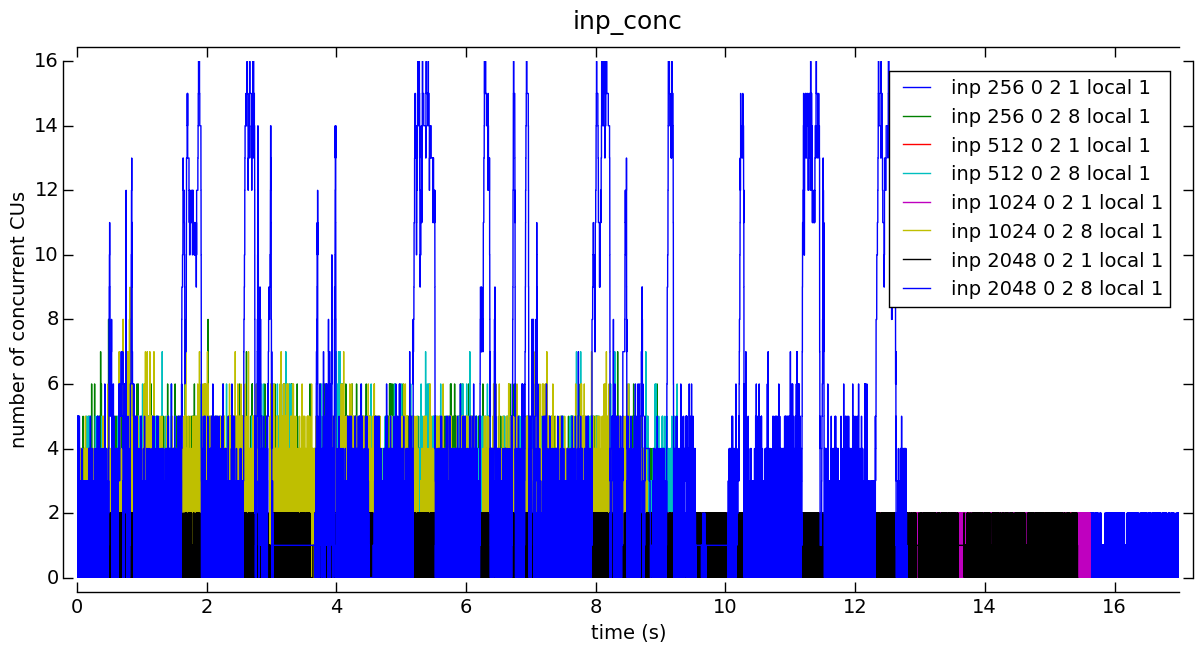 inp_conc
number of concurrent CUs
16
14
12
10
8
6
4
2
0
inp 256 0 2 1 local 1
inp 256 0 2 8 local 1
inp 512 0 2 1 local 1
inp 512 0 2 8 local 1
inp 1024 0 2 1 local 1
inp 1024 0 2 8 local 1
inp 2048 0 2 1 local 1
inp 2048 0 2 8 local 1
0 2 4 6 8 10 12 14 16
time (s)